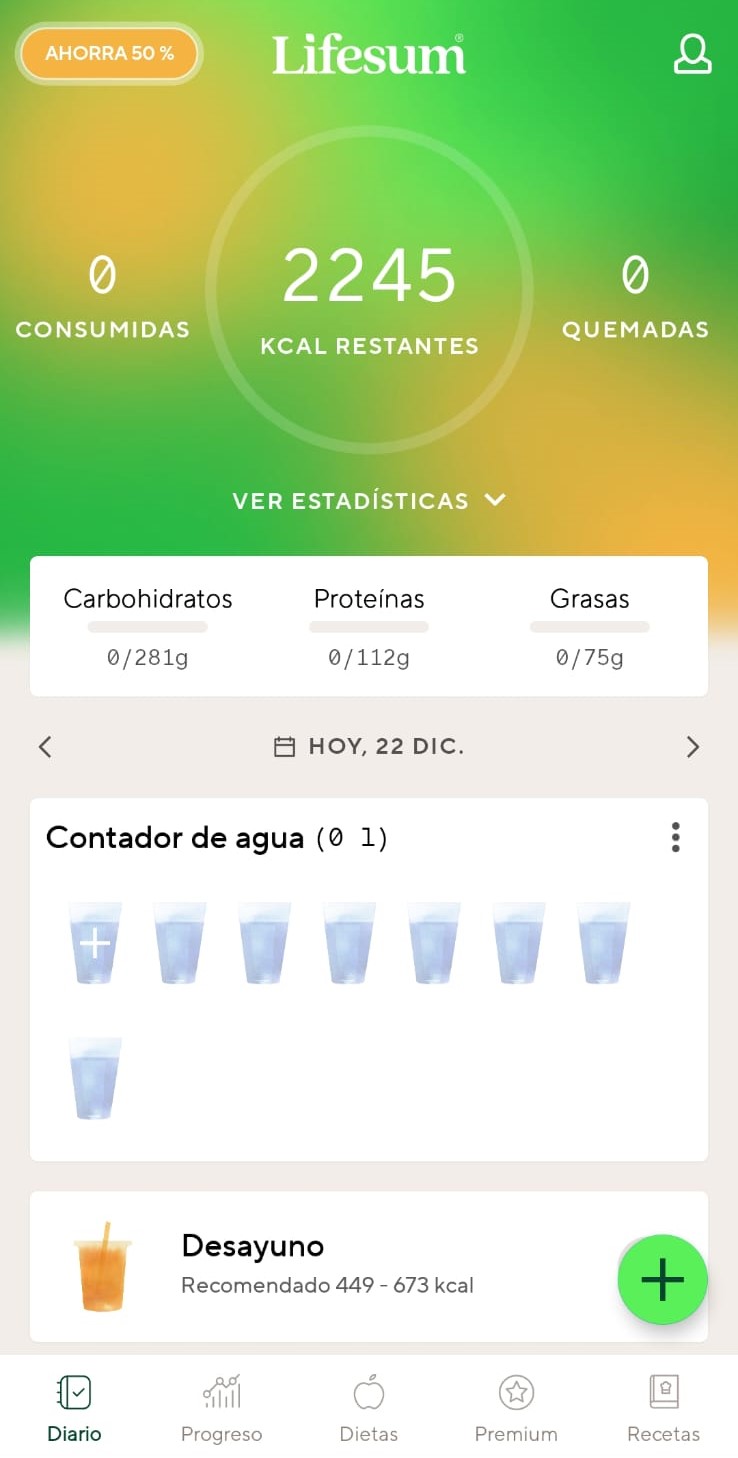 AHORRA 50 %
Lifesum®
0
CONSUMIDAS
2245
KCAL RESTANTES
0
QUEMADAS
VER ESTADÍSTICAS
Carbohidratos
Proteínas
Grasas
0/281g
0/112g
0/75g
HOY, 22 DIC.
Contador de agua (0 l)
Desayuno
Recomendado 449 - 673 kcal
Diario
Progreso
Dietas
Premium
Recetas